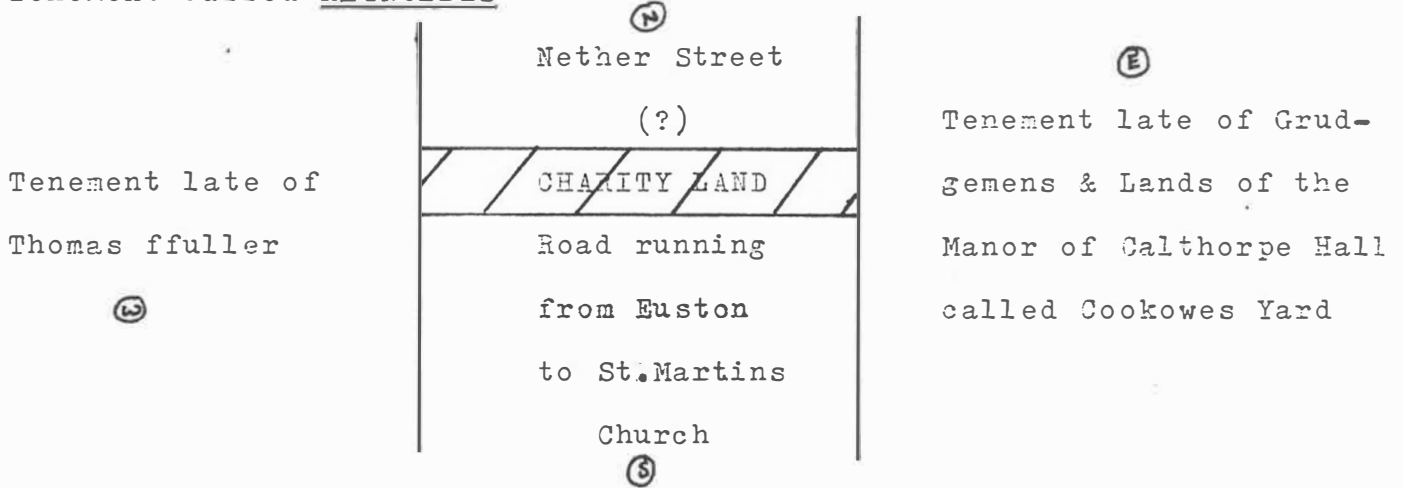 N
Nether Street
(?)
CHARITY LAND
Road running
from Euston
to St.Martins
Church
S
Tenement late of
Thomas ffuller
W
E
Tenement late of Grud-
gemens & Lands of the
Manor of Calthorpe Hall
called Cookowes Yard